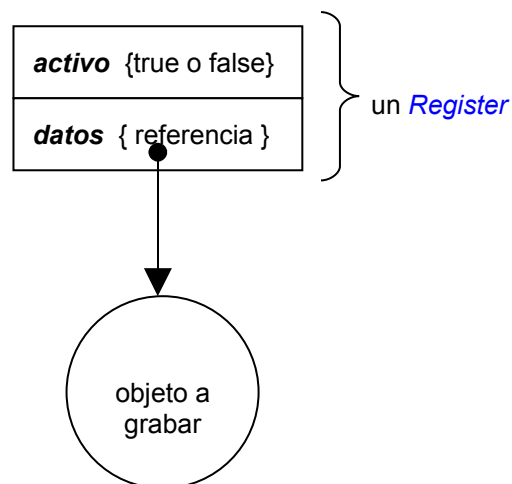 activo {true o false}
un Register
datos { referencia }
objeto a
grabar